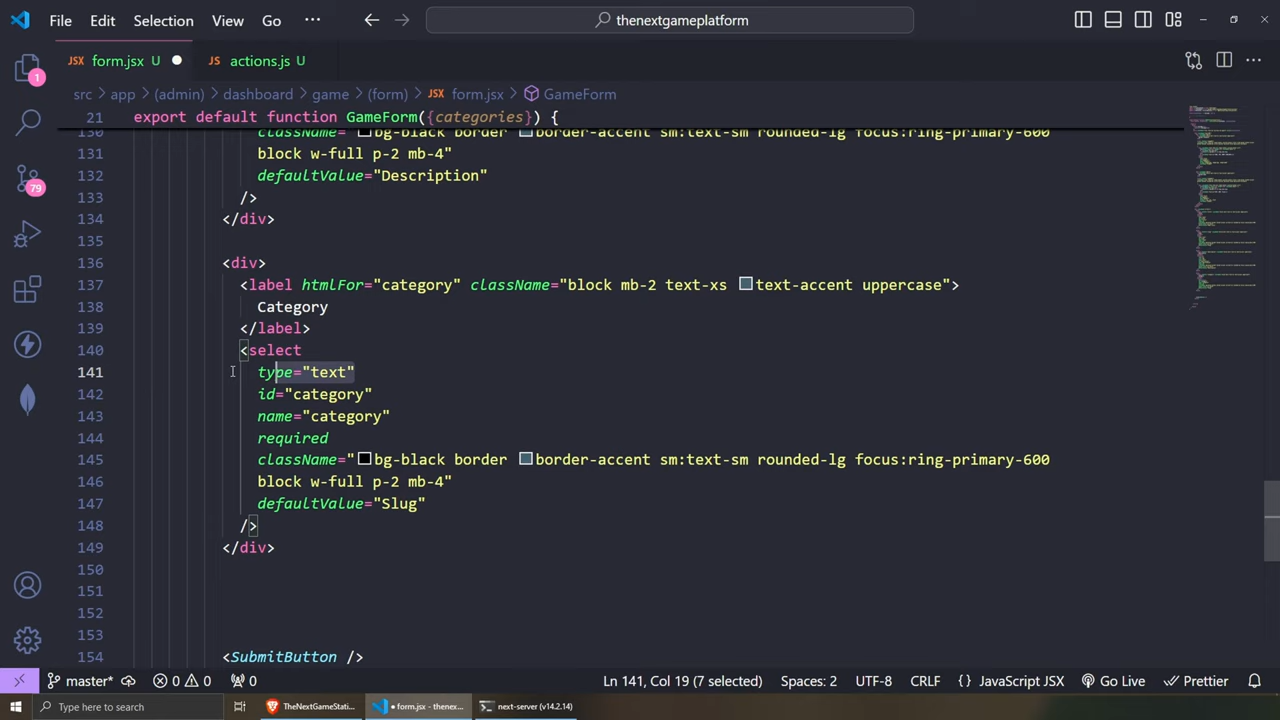 File Edit Selection View Go ··· thenextgameplatform
JSX form.jsx U ● JS actions.js U
src > app > (admin) > dashboard > game > (form) > JSX form.jsx > GameForm
21 export default function GameForm({categories}) {
130 className="bg-black border border-accent sm:text-sm rounded-lg focus:ring-primary-600
131 block w-full p-2 mb-4"
132 defaultValue="Description"
133 />
134 </div>
135
136 <div>
137 <label htmlFor="category" className="block mb-2 text-xs text-accent uppercase">
138 Category
139 </label>
140 <select
141 type="text"
142 id="category"
143 name="category"
144 required
145 className="bg-black border border-accent sm:text-sm rounded-lg focus:ring-primary-600
146 block w-full p-2 mb-4"
147 defaultValue="Slug"
148 />
149 </div>
150
151
152
153
154 <SubmitButton />
1
79
master* 0 0 0 Ln 141, Col 19 (7 selected) Spaces: 2 UTF-8 CRLF {} JavaScript JSX Go Live Prettier
Type here to search TheNextGameStati... ● form.jsx - thenex... next-server (v14.2.14)